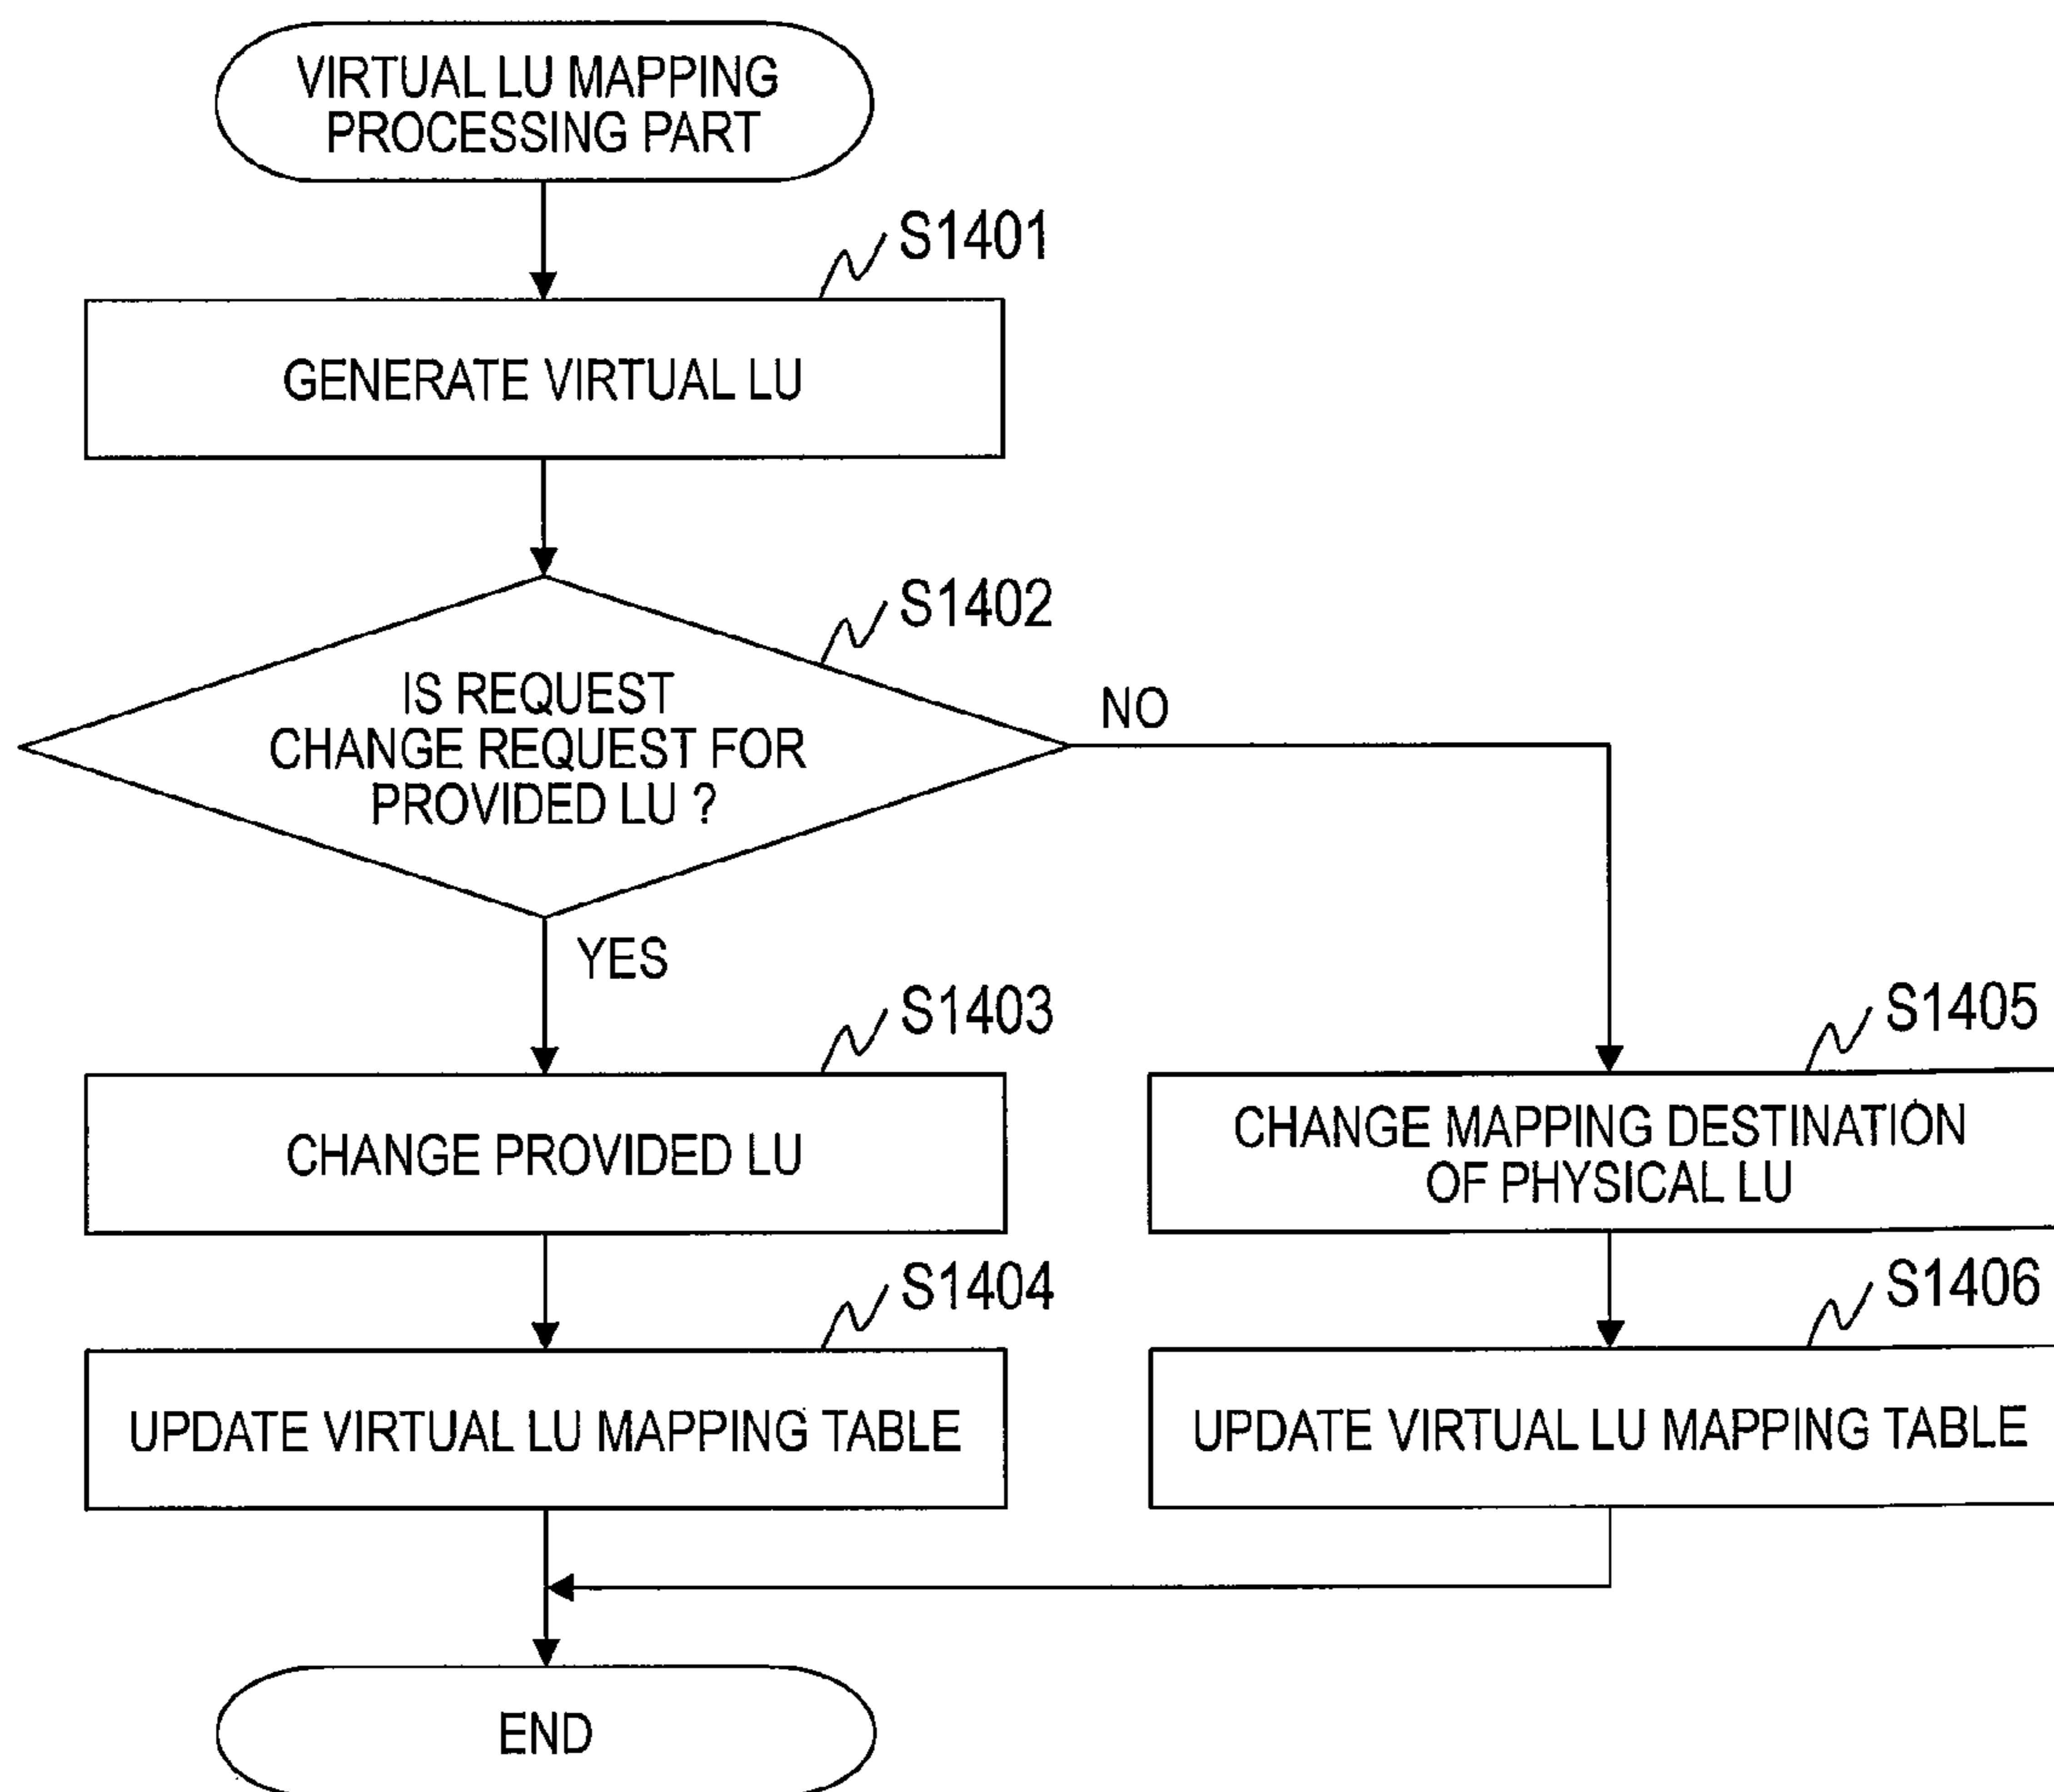 VIRTUAL LU MAPPING
PROCESSING PART
S1401
GENERATE VIRTUAL LU
S1402
IS REQUEST
CHANGE REQUEST FOR
PROVIDED LU ?
NO
YES
S1403
CHANGE PROVIDED LU
S1404
UPDATE VIRTUAL LU MAPPING TABLE
S1405
CHANGE MAPPING DESTINATION
OF PHYSICAL LU
S1406
UPDATE VIRTUAL LU MAPPING TABLE
END